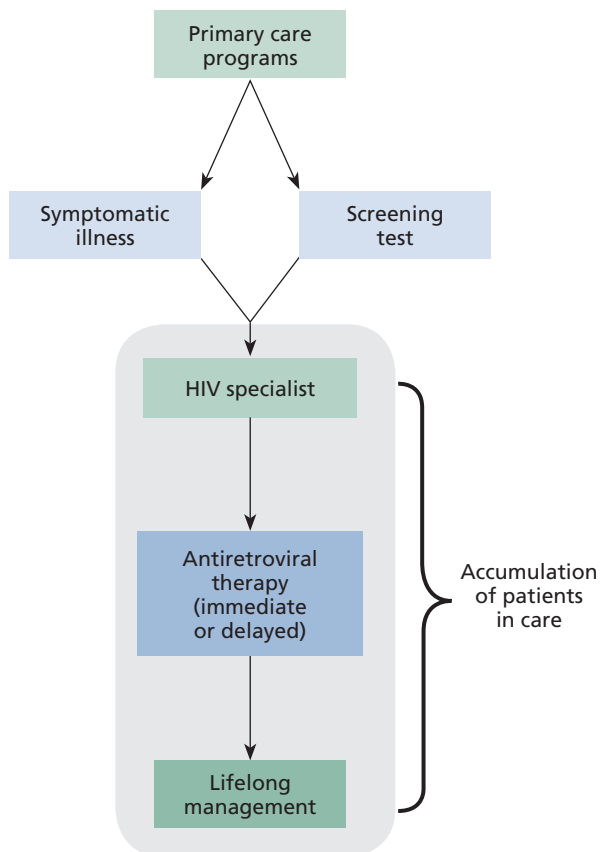 Primary care
programs
Symptomatic
illness
Screening
test
HIV specialist
Antiretroviral
therapy
(immediate
or delayed)
Accumulation
of patients
in care
Lifelong
management